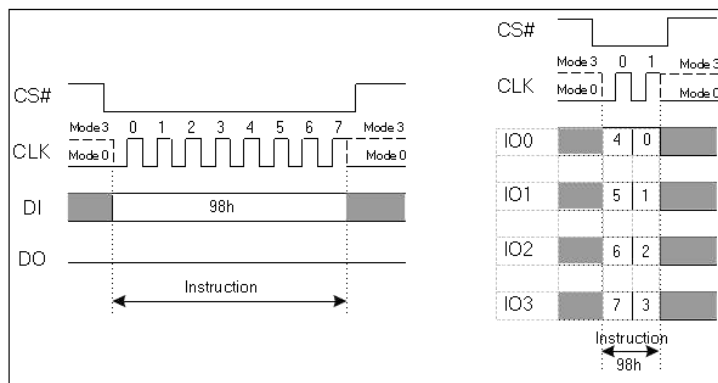 CS#
Mode 3 0 1 2 3 4 5 6 7 Mode 3
CLK
Mode 0 Mode 0
DI 98h
DO
Instruction
CS#
Mode 3 0 1 Mode 3
CLK
Mode 0 Mode 0
IO0 4 0
IO1 5 1
IO2 6 2
IO3 7 3
Instruction
98h